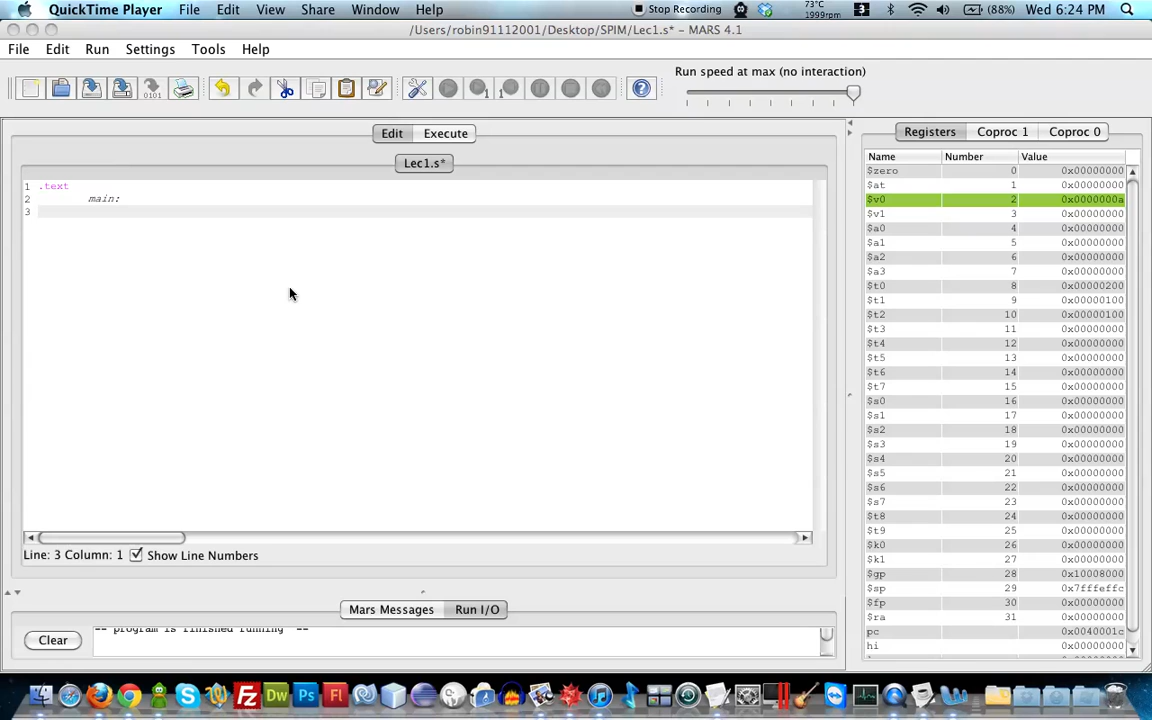 QuickTime Player File Edit View Share Window Help Stop Recording 73°C 1999rpm 3 (88%) Wed 6:24 PM
/Users/robin91112001/Desktop/SPIM/Lec1.s* - MARS 4.1
File Edit Run Settings Tools Help
Run speed at max (no interaction)
Edit Execute
Lec1.s*
1 .text
2 main:
3
Line: 3 Column: 1 Show Line Numbers
Mars Messages Run I/O
Clear
-- program is finished running --
Registers Coproc 1 Coproc 0
Name Number Value
$zero 0 0x00000000
$at 1 0x00000000
$v0 2 0x0000000a
$v1 3 0x00000000
$a0 4 0x00000000
$a1 5 0x00000000
$a2 6 0x00000000
$a3 7 0x00000000
$t0 8 0x00000200
$t1 9 0x00000100
$t2 10 0x00000100
$t3 11 0x00000000
$t4 12 0x00000000
$t5 13 0x00000000
$t6 14 0x00000000
$t7 15 0x00000000
$s0 16 0x00000000
$s1 17 0x00000000
$s2 18 0x00000000
$s3 19 0x00000000
$s4 20 0x00000000
$s5 21 0x00000000
$s6 22 0x00000000
$s7 23 0x00000000
$t8 24 0x00000000
$t9 25 0x00000000
$k0 26 0x00000000
$k1 27 0x00000000
$gp 28 0x10008000
$sp 29 0x7fffeffc
$fp 30 0x00000000
$ra 31 0x00000000
pc 0x0040001c
hi 0x00000000
Dw Ps Fl